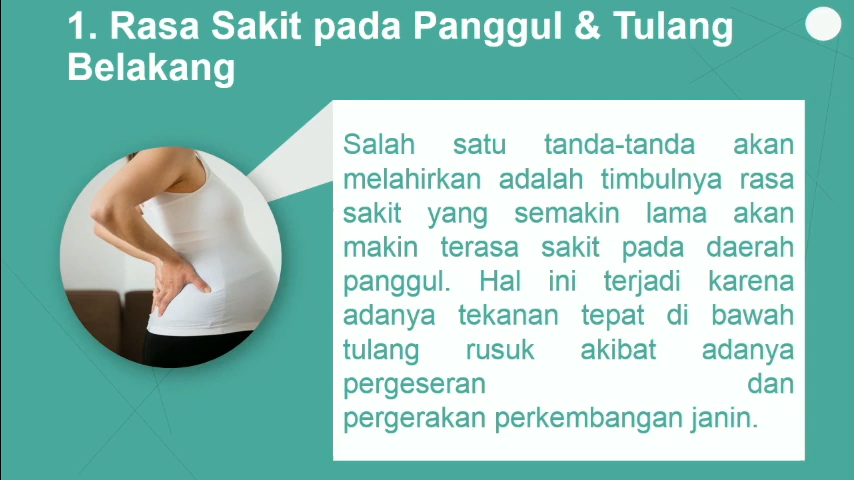 1. Rasa Sakit pada Panggul & Tulang
Belakang
Salah satu tanda-tanda akan
melahirkan adalah timbulnya rasa
sakit yang semakin lama akan
makin terasa sakit pada daerah
panggul. Hal ini terjadi karena
adanya tekanan tepat di bawah
tulang rusuk akibat adanya
pergeseran dan
pergerakan perkembangan janin.